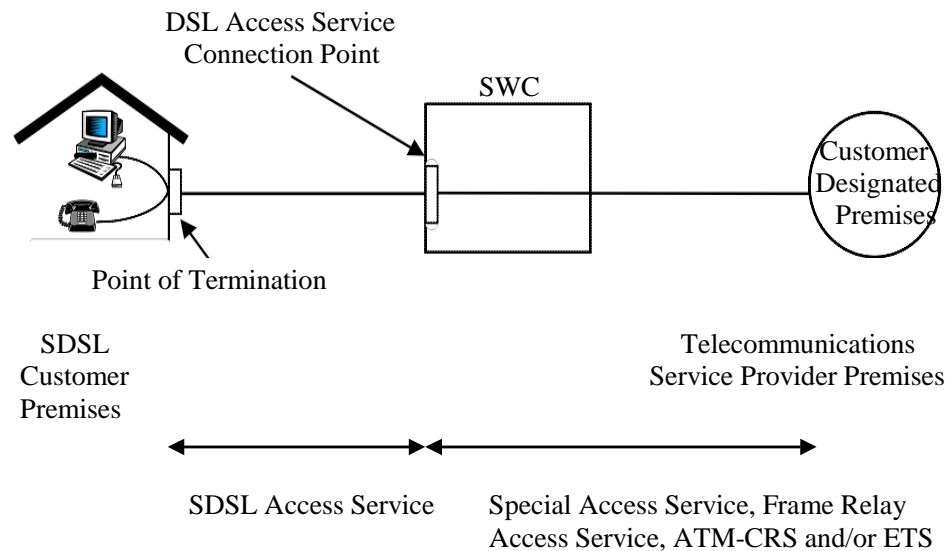 DSL Access Service
Connection Point
SWC
Customer
Designated
Premises
Point of Termination
SDSL
Customer
Premises
Telecommunications
Service Provider Premises
SDSL Access Service
Special Access Service, Frame Relay
Access Service, ATM-CRS and/or ETS